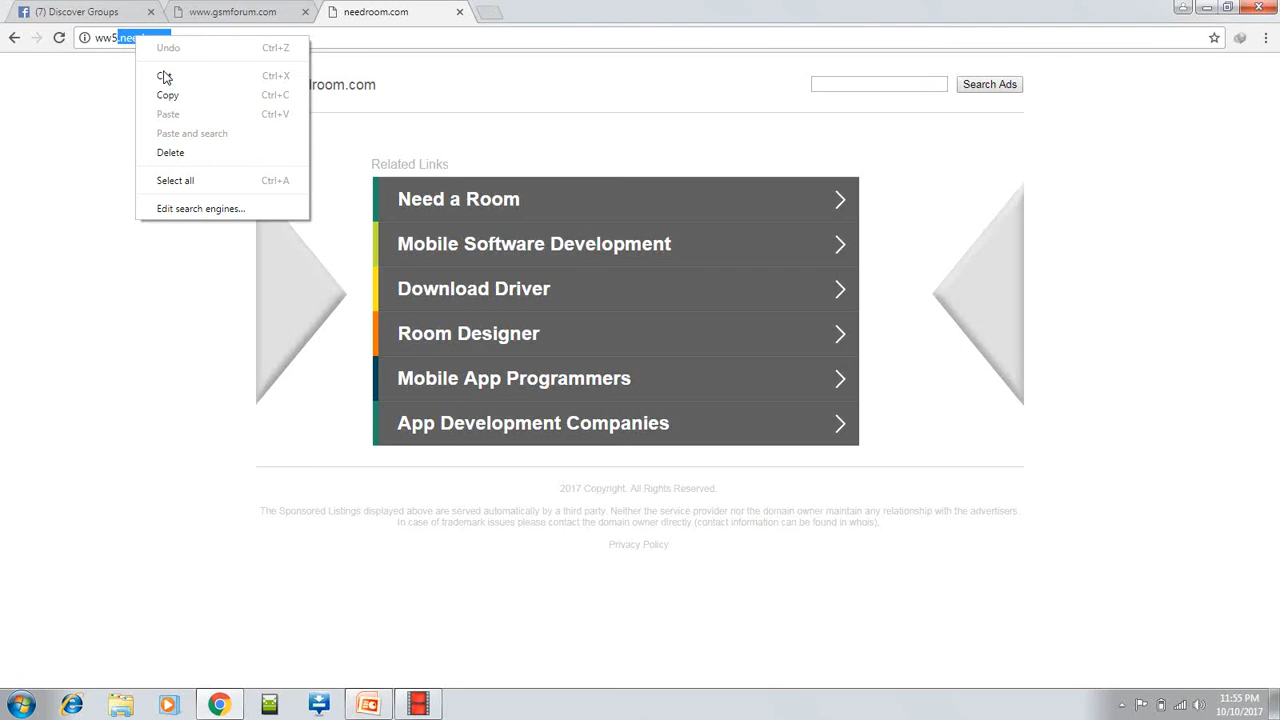 (7) Discover Groups
www.gsmforum.com
needroom.com
ww5.
Undo Ctrl+Z
Ctrl+X
Copy Ctrl+C
Paste Ctrl+V
Paste and search
Delete
Select all Ctrl+A
Edit search engines...
droom.com
Search Ads
Related Links
Need a Room
Mobile Software Development
Download Driver
Room Designer
Mobile App Programmers
App Development Companies
2017 Copyright. All Rights Reserved.
The Sponsored Listings displayed above are served automatically by a third party. Neither the service provider nor the domain owner maintain any relationship with the advertisers.
In case of trademark issues please contact the domain owner directly (contact information can be found in whois).
Privacy Policy
11:55 PM
10/10/2017